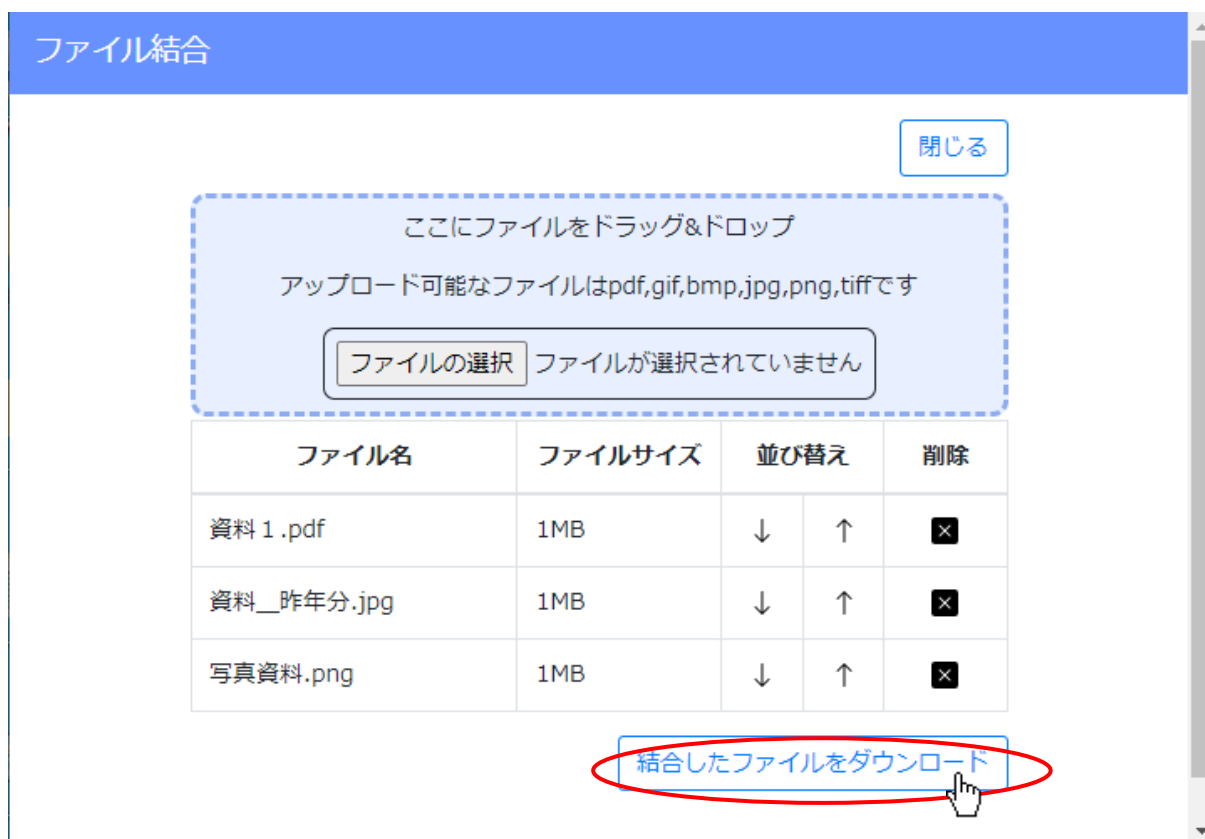 ファイル結合
閉じる
ここにファイルをドラッグ&ドロップ
アップロード可能なファイルはpdf,gif,bmp,jpg,png,tiffです
ファイルの選択 ファイルが選択されていません
ファイル名 ファイルサイズ 並び替え 削除
資料１.pdf 1MB ↓ ↑ ×
資料__昨年分.jpg 1MB ↓ ↑ ×
写真資料.png 1MB ↓ ↑ ×
結合したファイルをダウンロード